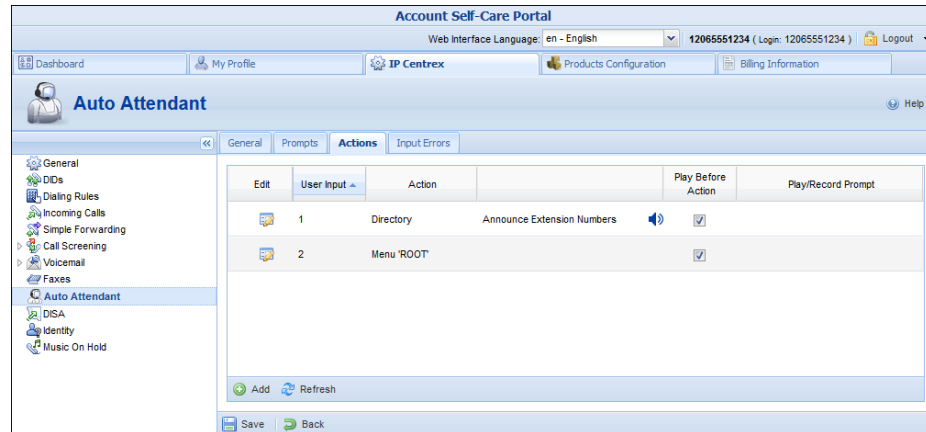 Account Self-Care Portal
Web Interface Language: en - English 12065551234 ( Login: 12065551234 ) Logout
Dashboard My Profile IP Centrex Products Configuration Billing Information
Auto Attendant Help
General Prompts Actions Input Errors
General
DIDs
Dialing Rules
Incoming Calls
Simple Forwarding
Call Screening
Voicemail
Faxes
Auto Attendant
DISA
Identity
Music On Hold
Edit User Input Action Play Before Action Play/Record Prompt
1 Directory Announce Extension Numbers
2 Menu 'ROOT'
Add Refresh
Save Back